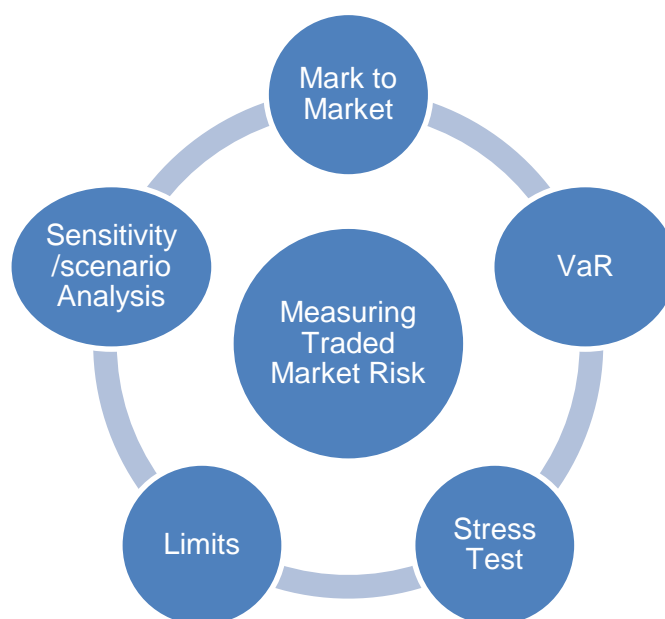 Mark to
Market
VaR
Stress
Test
Limits
Sensitivity
/scenario
Analysis
Measuring
Traded
Market Risk